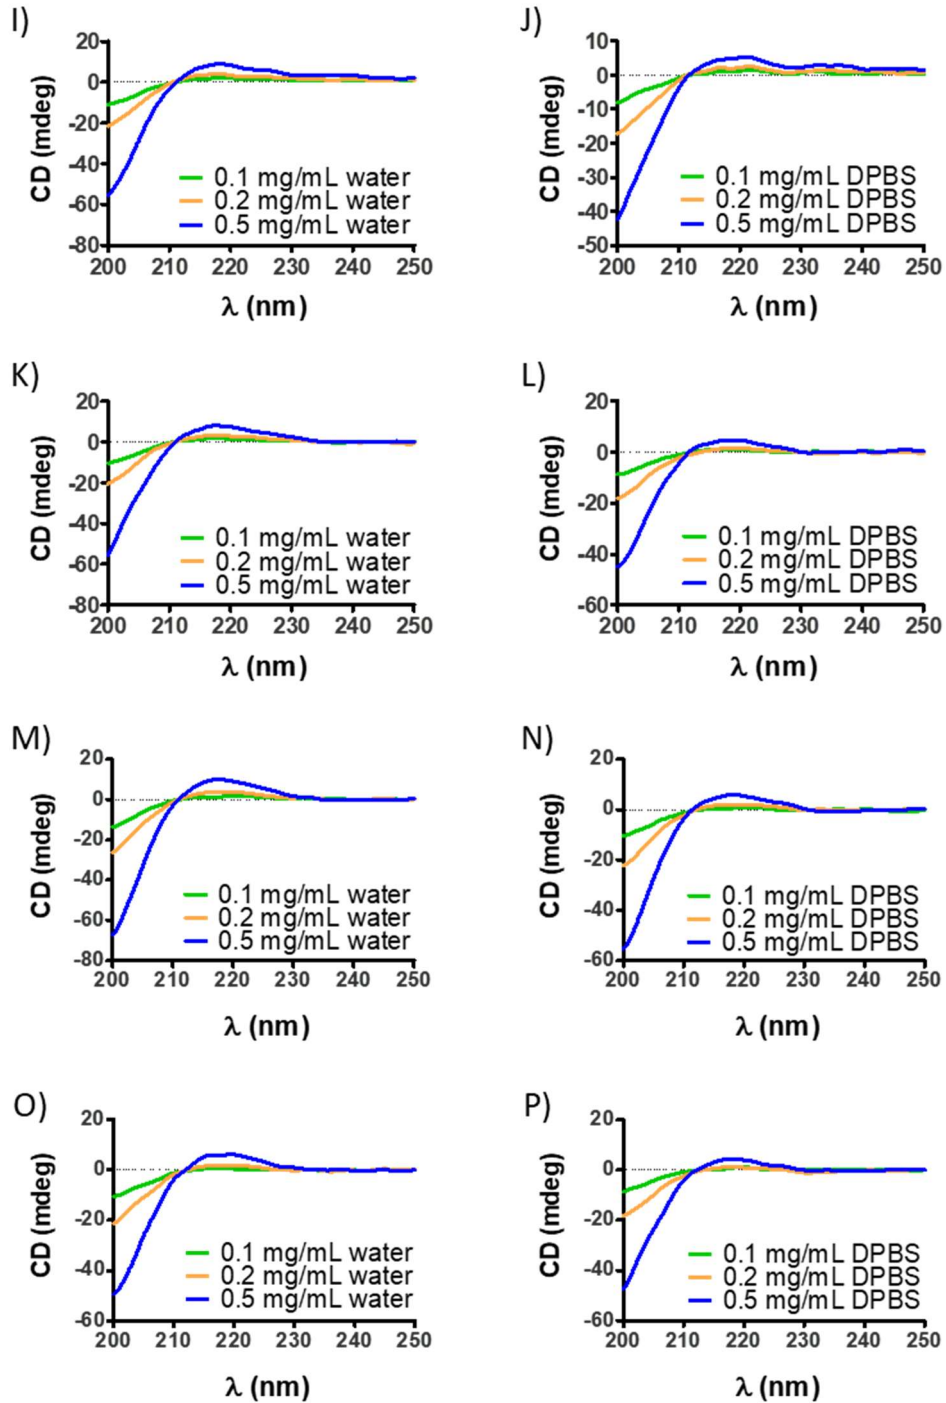 I)
20
0
-20
-40
-60
-80
CD (mdeg)
0.1 mg/mL water
0.2 mg/mL water
0.5 mg/mL water
200 210 220 230 240 250
λ (nm)
J)
10
0
-10
-20
-30
-40
-50
CD (mdeg)
0.1 mg/mL DPBS
0.2 mg/mL DPBS
0.5 mg/mL DPBS
200 210 220 230 240 250
λ (nm)
K)
20
0
-20
-40
-60
-80
CD (mdeg)
0.1 mg/mL water
0.2 mg/mL water
0.5 mg/mL water
200 210 220 230 240 250
λ (nm)
L)
20
0
-20
-40
-60
CD (mdeg)
0.1 mg/mL DPBS
0.2 mg/mL DPBS
0.5 mg/mL DPBS
200 210 220 230 240 250
λ (nm)
M)
20
0
-20
-40
-60
-80
CD (mdeg)
0.1 mg/mL water
0.2 mg/mL water
0.5 mg/mL water
200 210 220 230 240 250
λ (nm)
N)
20
0
-20
-40
-60
CD (mdeg)
0.1 mg/mL DPBS
0.2 mg/mL DPBS
0.5 mg/mL DPBS
200 210 220 230 240 250
λ (nm)
O)
20
0
-20
-40
-60
CD (mdeg)
0.1 mg/mL water
0.2 mg/mL water
0.5 mg/mL water
200 210 220 230 240 250
λ (nm)
P)
20
0
-20
-40
-60
CD (mdeg)
0.1 mg/mL DPBS
0.2 mg/mL DPBS
0.5 mg/mL DPBS
200 210 220 230 240 250
λ (nm)